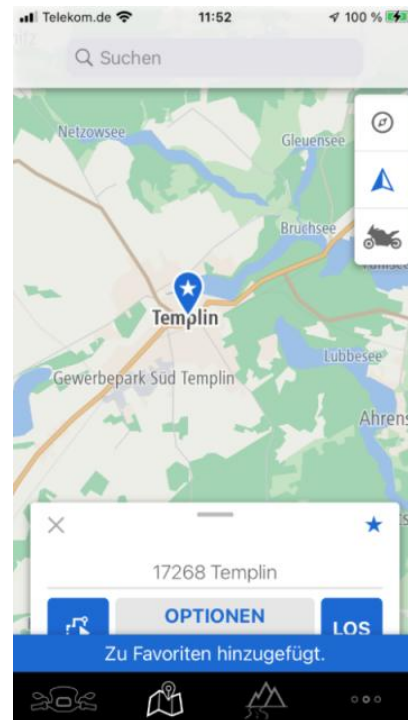 Telekom.de 11:52 100 %
Suchen
Netzowsee
Gleuensee
Bruchsee
Templin
Lübbesee
Gewerbepark Süd Templin
Ahrens
17268 Templin
OPTIONEN
LOS
Zu Favoriten hinzugefügt.